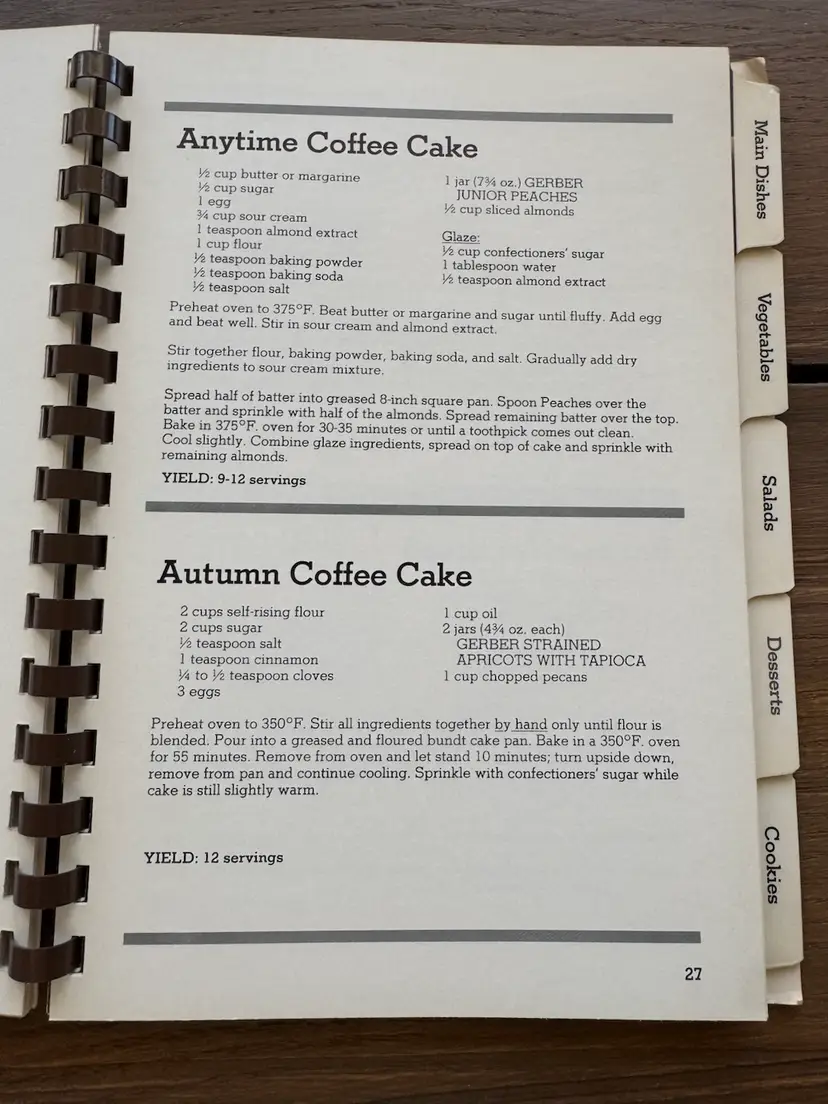 Anytime Coffee Cake
½ cup butter or margarine
½ cup sugar
1 egg
¾ cup sour cream
1 teaspoon almond extract
1 cup flour
½ teaspoon baking powder
½ teaspoon baking soda
½ teaspoon salt
1 jar (7¾ oz.) GERBER
JUNIOR PEACHES
½ cup sliced almonds
Glaze:
½ cup confectioners' sugar
1 tablespoon water
½ teaspoon almond extract
Preheat oven to 375°F. Beat butter or margarine and sugar until fluffy. Add egg
and beat well. Stir in sour cream and almond extract.
Stir together flour, baking powder, baking soda, and salt. Gradually add dry
ingredients to sour cream mixture.
Spread half of batter into greased 8-inch square pan. Spoon Peaches over the
batter and sprinkle with half of the almonds. Spread remaining batter over the top.
Bake in 375°F. oven for 30-35 minutes or until a toothpick comes out clean.
Cool slightly. Combine glaze ingredients, spread on top of cake and sprinkle with
remaining almonds.
YIELD: 9-12 servings
Autumn Coffee Cake
2 cups self-rising flour
2 cups sugar
½ teaspoon salt
1 teaspoon cinnamon
¼ to ½ teaspoon cloves
3 eggs
1 cup oil
2 jars (4¾ oz. each)
GERBER STRAINED
APRICOTS WITH TAPIOCA
1 cup chopped pecans
Preheat oven to 350°F. Stir all ingredients together by hand only until flour is
blended. Pour into a greased and floured bundt cake pan. Bake in a 350°F. oven
for 55 minutes. Remove from oven and let stand 10 minutes; turn upside down,
remove from pan and continue cooling. Sprinkle with confectioners' sugar while
cake is still slightly warm.
YIELD: 12 servings
27
Main Dishes
Vegetables
Salads
Desserts
Cookies